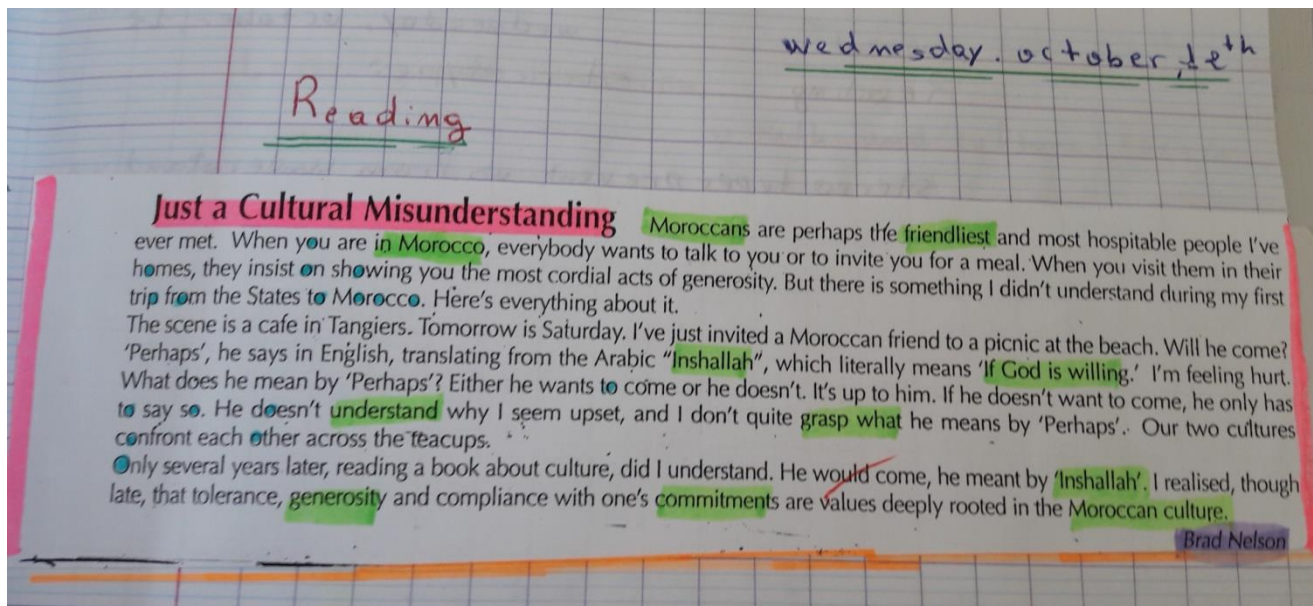 wednesday. october,
Reading
Just a Cultural Misunderstanding Moroccans are perhaps the friendliest and most hospitable people I've
ever met. When you are in Morocco, everybody wants to talk to you or to invite you for a meal. When you visit them in their
homes, they insist on showing you the most cordial acts of generosity. But there is something I didn't understand during my first
trip from the States to Morocco. Here's everything about it.
The scene is a cafe in Tangiers. Tomorrow is Saturday. I've just invited a Moroccan friend to a picnic at the beach. Will he come?
'Perhaps', he says in English, translating from the Arabic "Inshallah", which literally means 'If God is willing.' I'm feeling hurt.
What does he mean by 'Perhaps'? Either he wants to come or he doesn't. It's up to him. If he doesn't want to come, he only has
to say so. He doesn't understand why I seem upset, and I don't quite grasp what he means by 'Perhaps'. Our two cultures
confront each other across the teacups.
Only several years later, reading a book about culture, did I understand. He would come, he meant by 'Inshallah'. I realised, though
late, that tolerance, generosity and compliance with one's commitments are values deeply rooted in the Moroccan culture.
Brad Nelson